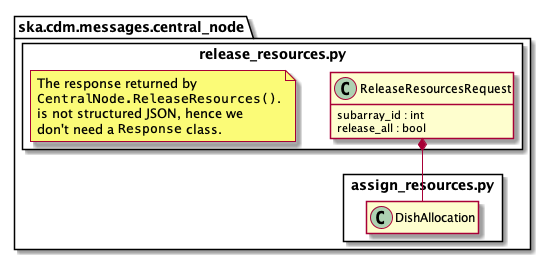 ska.cdm.messages.central_node
release_resources.py
The response returned by
CentralNode.ReleaseResources().
is not structured JSON, hence we
don't need a Response class.
C ReleaseResorcesRequest
subarray_id : int
release_all : bool
assign_resources.py
C DishAllocation